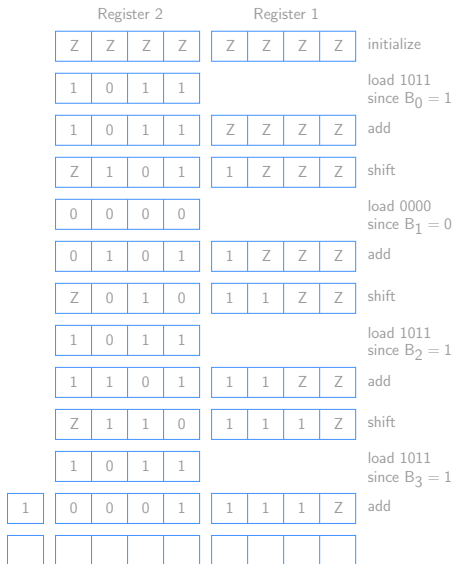 Register 2 Register 1
Z Z Z Z Z Z Z Z initialize
1 0 1 1 load 1011
since B0 = 1
1 0 1 1 Z Z Z Z add
Z 1 0 1 1 Z Z Z shift
0 0 0 0 load 0000
since B1 = 0
0 1 0 1 1 Z Z Z add
Z 0 1 0 1 1 Z Z shift
1 0 1 1 load 1011
since B2 = 1
1 1 0 1 1 1 Z Z add
Z 1 1 0 1 1 1 Z shift
1 0 1 1 load 1011
since B3 = 1
1 0 0 0 1 1 1 1 Z add